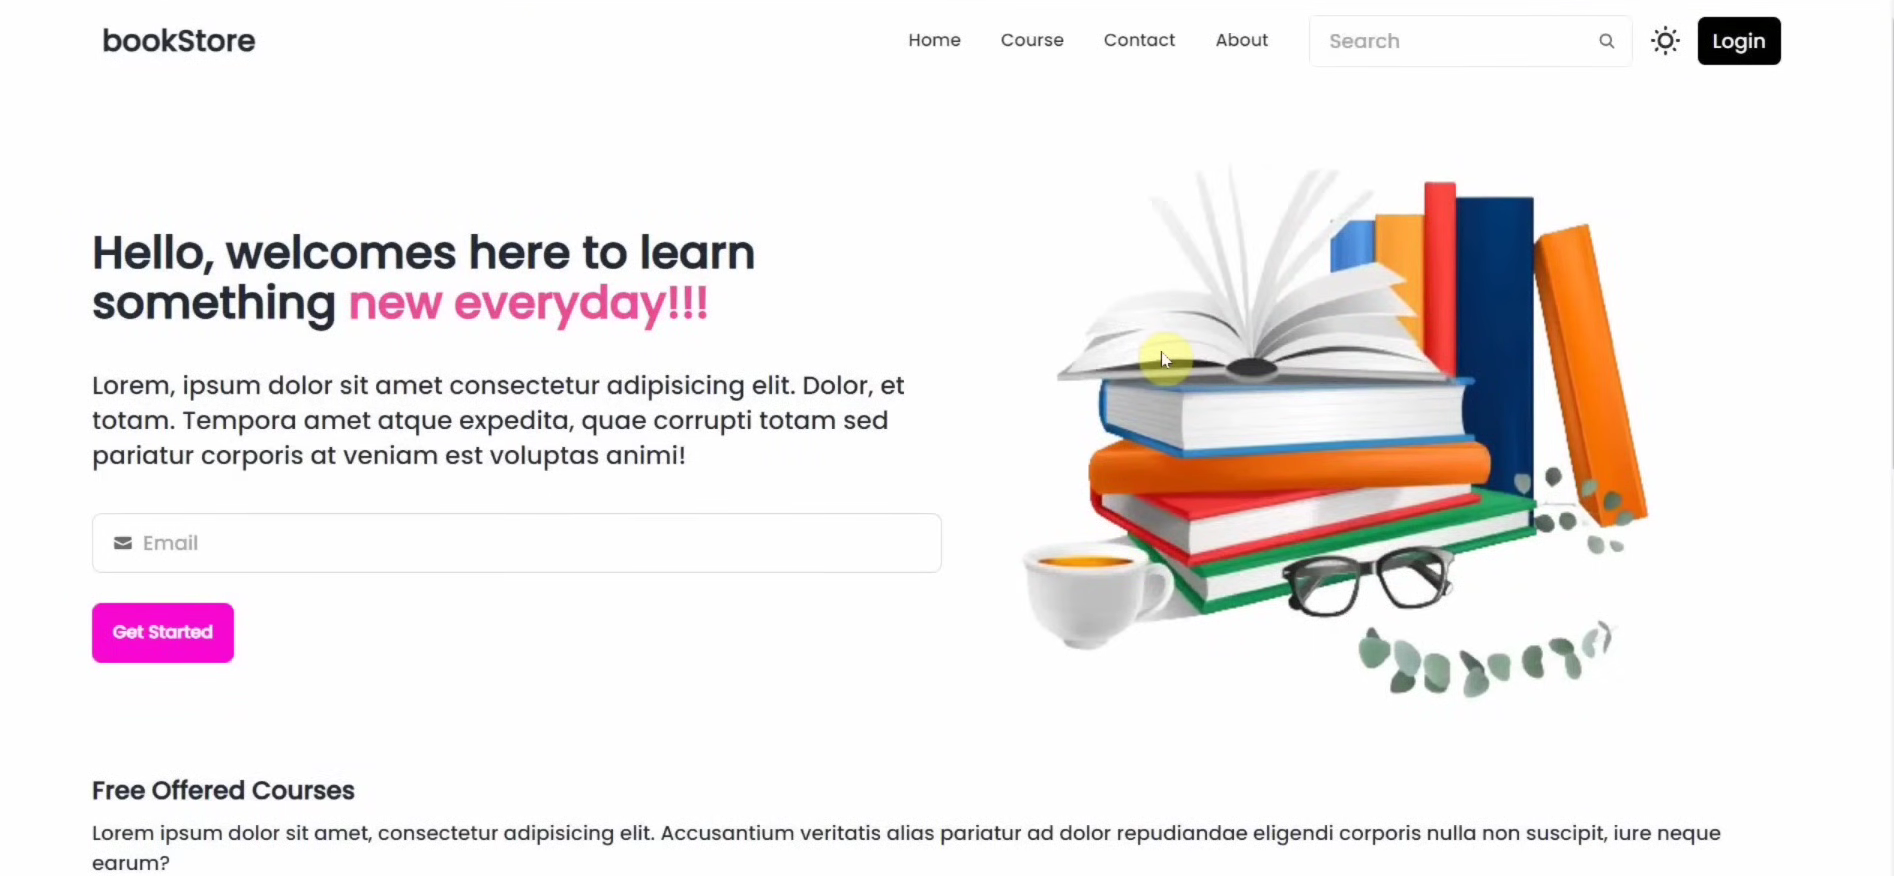 bookStore
Home
Course
Contact
About
Search
Login
Hello, welcomes here to learn
something new everyday!!!
Lorem, ipsum dolor sit amet consectetur adipisicing elit. Dolor, et
totam. Tempora amet atque expedita, quae corrupti totam sed
pariatur corporis at veniam est voluptas animi!
Email
Get Started
Free Offered Courses
Lorem ipsum dolor sit amet, consectetur adipisicing elit. Accusantium veritatis alias pariatur ad dolor repudiandae eligendi corporis nulla non suscipit, iure neque
earum?